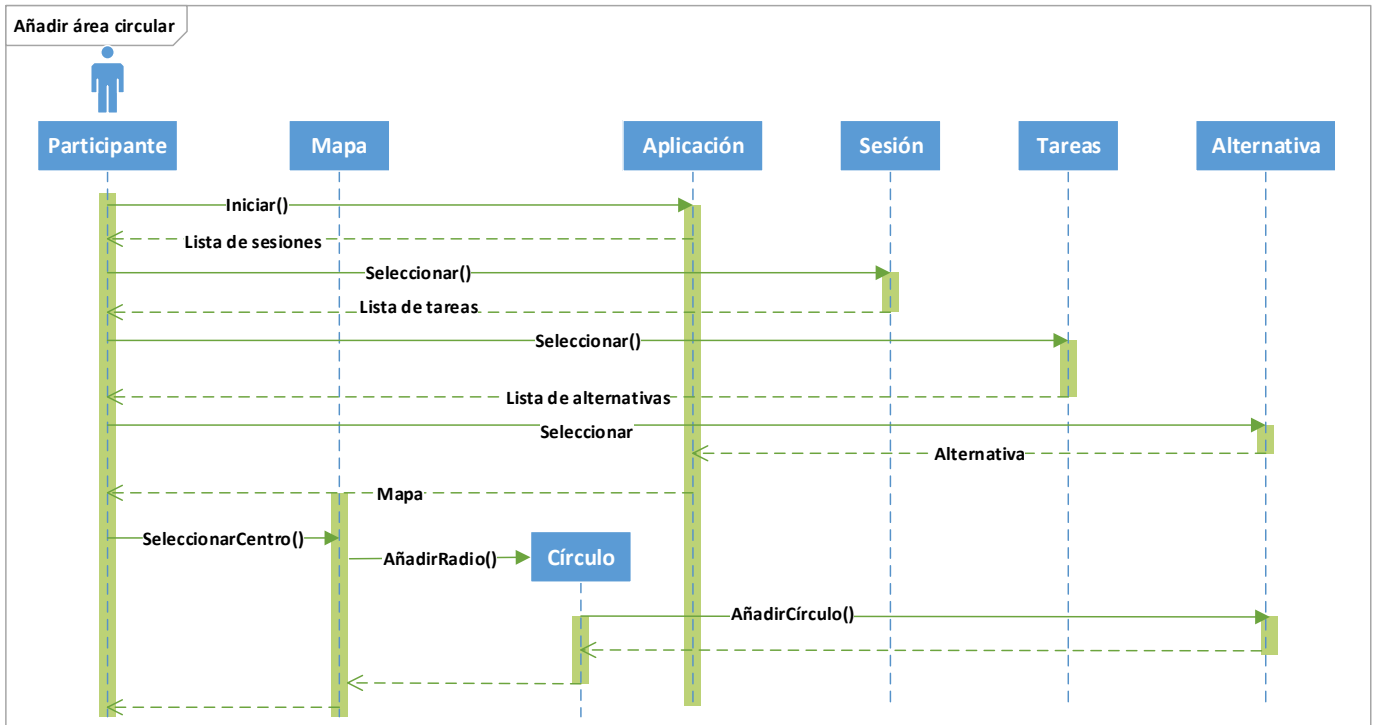 Añadir área circular
Participante
Mapa
Aplicación
Sesión
Tareas
Alternativa
Iniciar()
Lista de sesiones
Seleccionar()
Lista de tareas
Seleccionar()
Lista de alternativas
Seleccionar
Alternativa
Mapa
SeleccionarCentro()
AñadirRadio()
Círculo
AñadirCírculo()